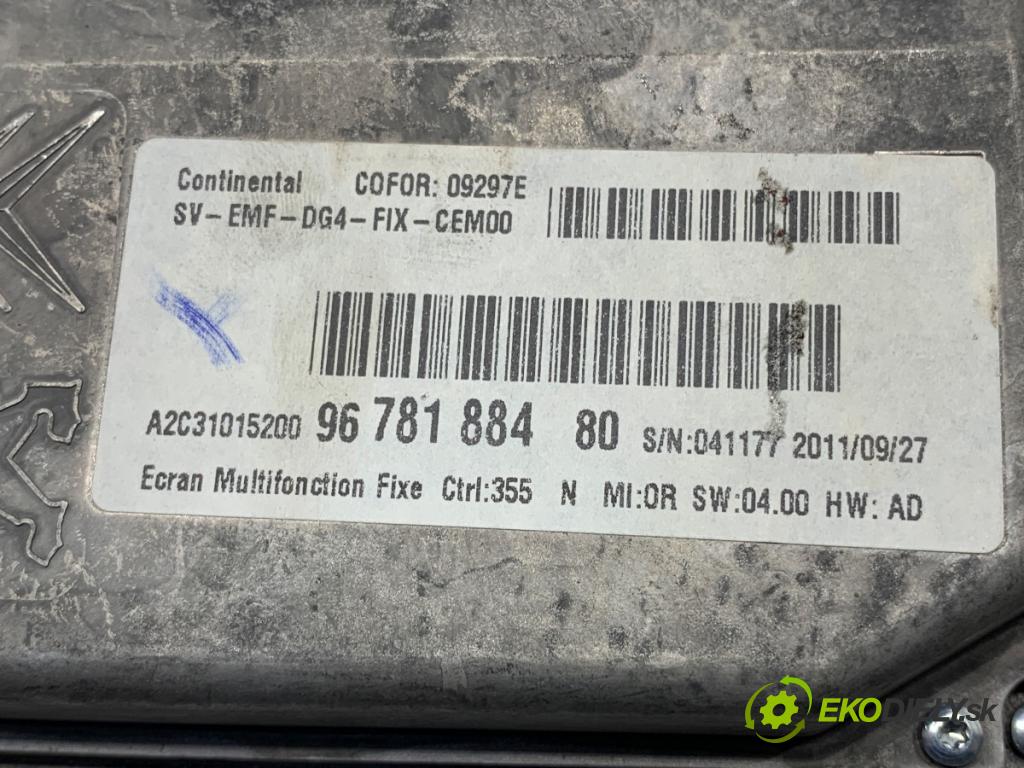 Continental COFOR: 09297E
SV-EMF-DG4-FIX-CEM00
A2C31015200 96 781 884 80 S/N:041177 2011/09/27
Ecran Multifonction Fixe Ctrl:355 N MI:OR SW:04.00 HW: AD
EKODIELY.sk